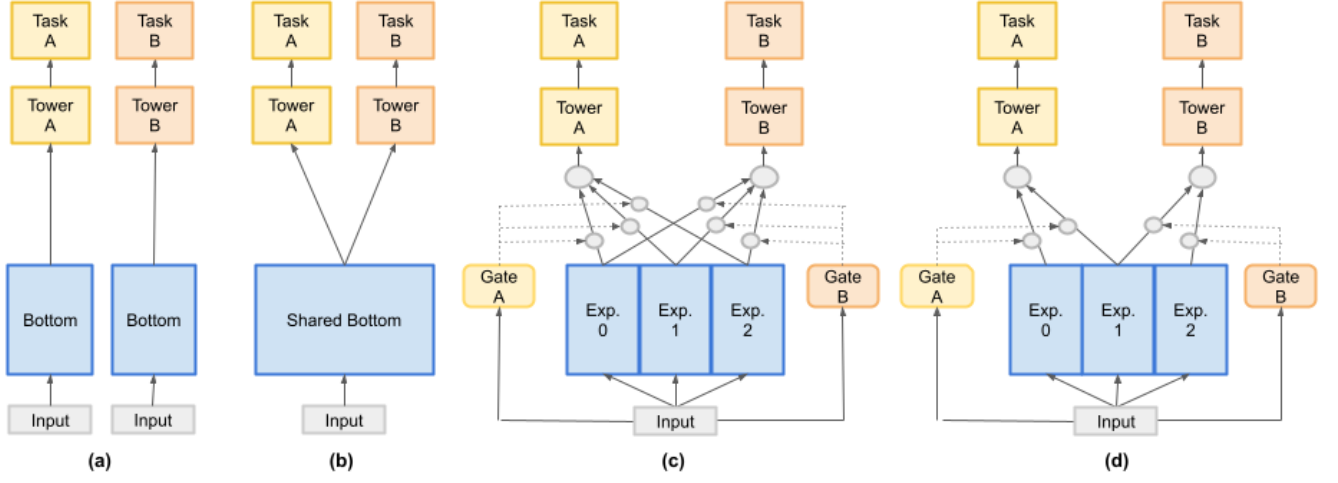 Task
A
Task
B
Tower
A
Tower
B
Bottom
Bottom
Input
Input
(a)
Task
A
Task
B
Tower
A
Tower
B
Shared Bottom
Input
(b)
Task
A
Task
B
Tower
A
Tower
B
Gate
A
Exp.
0
Exp.
1
Exp.
2
Gate
B
Input
(c)
Task
A
Task
B
Tower
A
Tower
B
Gate
A
Exp.
0
Exp.
1
Exp.
2
Gate
B
Input
(d)